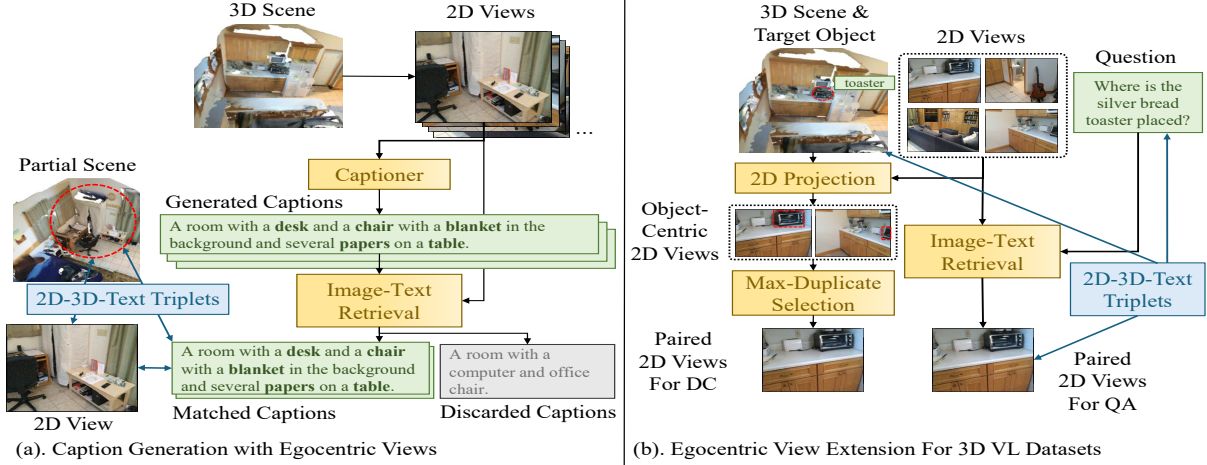 3D Scene
2D Views
...
Captioner
Partial Scene
Generated Captions
A room with a desk and a chair with a blanket in the
background and several papers on a table.
Image-Text
Retrieval
2D-3D-Text Triplets
A room with a desk and a chair
with a blanket in the background
and several papers on a table.
A room with a
computer and office
chair.
Matched Captions
Discarded Captions
2D View
(a). Caption Generation with Egocentric Views
3D Scene &
Target Object
2D Views
Question
toaster
Where is the
silver bread
toaster placed?
2D Projection
Object-
Centric
2D Views
Image-Text
Retrieval
Max-Duplicate
Selection
2D-3D-Text
Triplets
Paired
2D Views
For DC
Paired
2D Views
For QA
(b). Egocentric View Extension For 3D VL Datasets